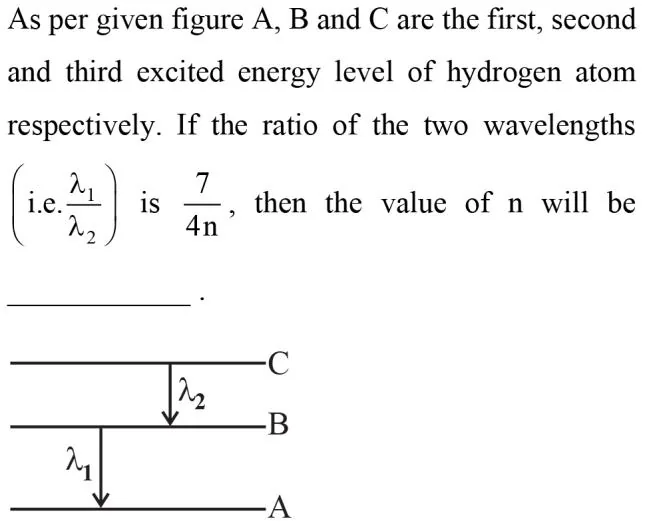 As per given figure A, B and C are the first, second
and third excited energy level of hydrogen atom
respectively. If the ratio of the two wavelengths
(i.e. λ₁/λ₂) is 7/4n, then the value of n will be
____________ .
C
λ₂
B
λ₁
A